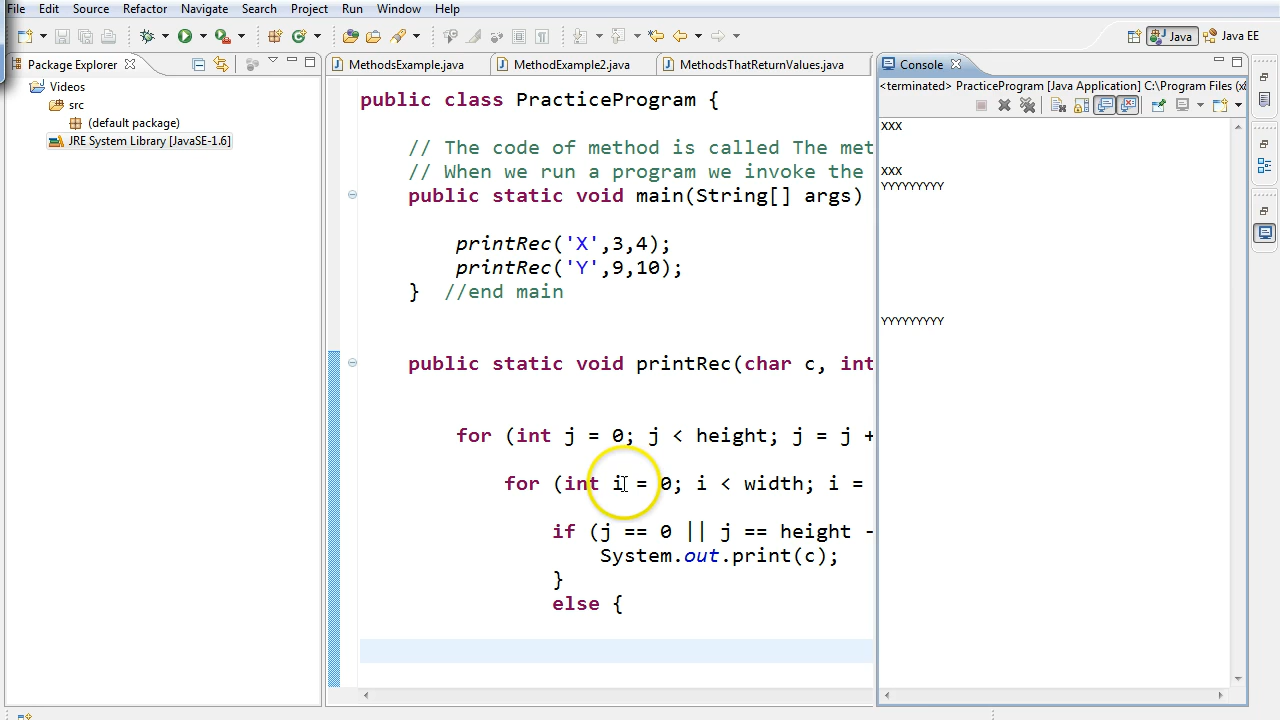 File Edit Source Refactor Navigate Search Project Run Window Help
Java Java EE
Package Explorer
MethodsExample.java MethodExample2.java MethodsThatReturnValues.java
Console
Videos
src
(default package)
JRE System Library [JavaSE-1.6]
public class PracticeProgram {
// The code of method is called The met
// When we run a program we invoke the
public static void main(String[] args)
printRec('X',3,4);
printRec('Y',9,10);
} //end main
public static void printRec(char c, int
for (int j = 0; j < height; j = j +
for (int i = 0; i < width; i =
if (j == 0 || j == height -
System.out.print(c);
}
else {
<terminated> PracticeProgram [Java Application] C:\Program Files (x
XXX
XXX
YYYYYYYYY
YYYYYYYYY